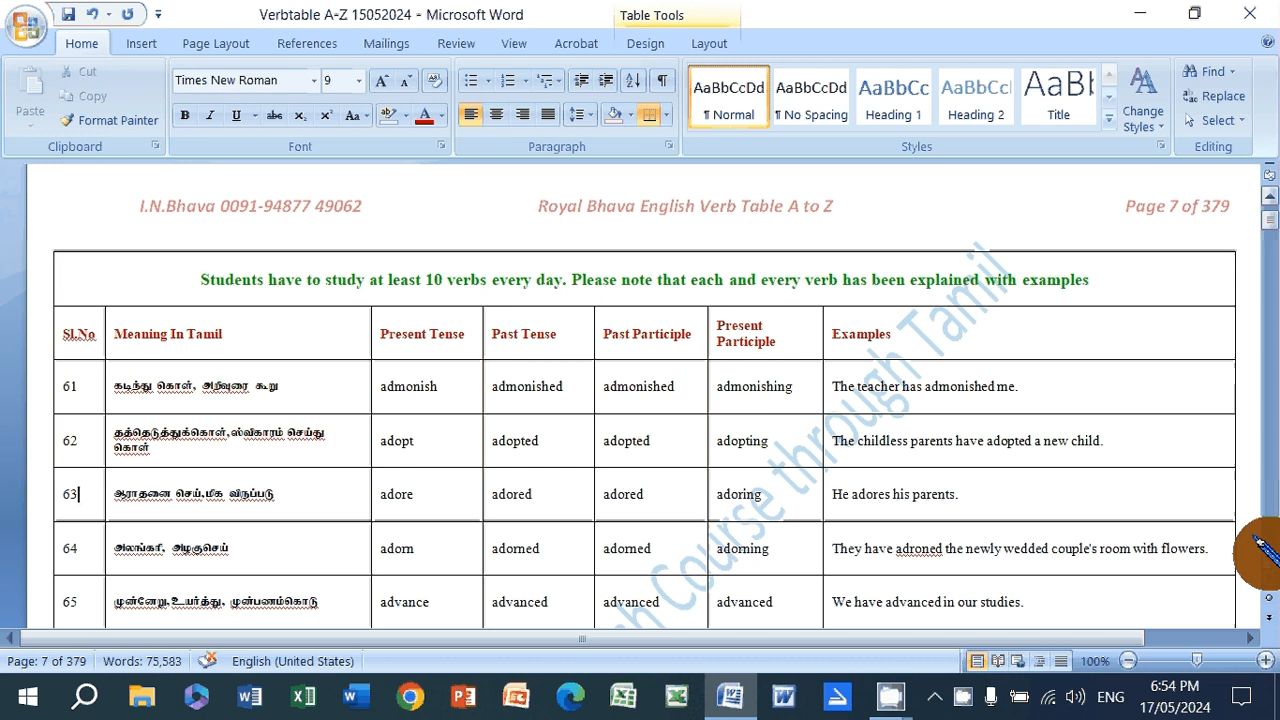 Verbtable A-Z 15052024 - Microsoft Word
Table Tools
Home Insert Page Layout References Mailings Review View Acrobat Design Layout
Paste
Cut
Copy
Format Painter
Clipboard
Times New Roman 9
Font
Paragraph
AaBbCcDd AaBbCcDd AaBbCc AaBbCc AaBb
¶ Normal ¶ No Spacing Heading 1 Heading 2 Title
Change Styles
Styles
Find
Replace
Select
Editing
I.N.Bhava 0091-94877 49062 Royal Bhava English Verb Table A to Z Page 7 of 379
Students have to study at least 10 verbs every day. Please note that each and every verb has been explained with examples
Sl.No Meaning In Tamil Present Tense Past Tense Past Participle Present Participle Examples
61 கடிந்து கொள், அறிவுரை கூறு admonish admonished admonished admonishing The teacher has admonished me.
62 தத்தெடுத்துக்கொள்,ஸ்வீகாரம் செய்து கொள் adopt adopted adopted adopting The childless parents have adopted a new child.
63 ஆராதனை செய்,மிக விருப்படு adore adored adored adoring He adores his parents.
64 அலங்கரி, அழகுசெய் adorn adorned adorned adorning They have adroned the newly wedded couple's room with flowers.
65 முன்னேறு,உயர்த்து, முன்பணம்கொடு advance advanced advanced advanced We have advanced in our studies.
Course through Tamil
Page: 7 of 379 Words: 75,583 English (United States) 100%
ENG
6:54 PM
17/05/2024